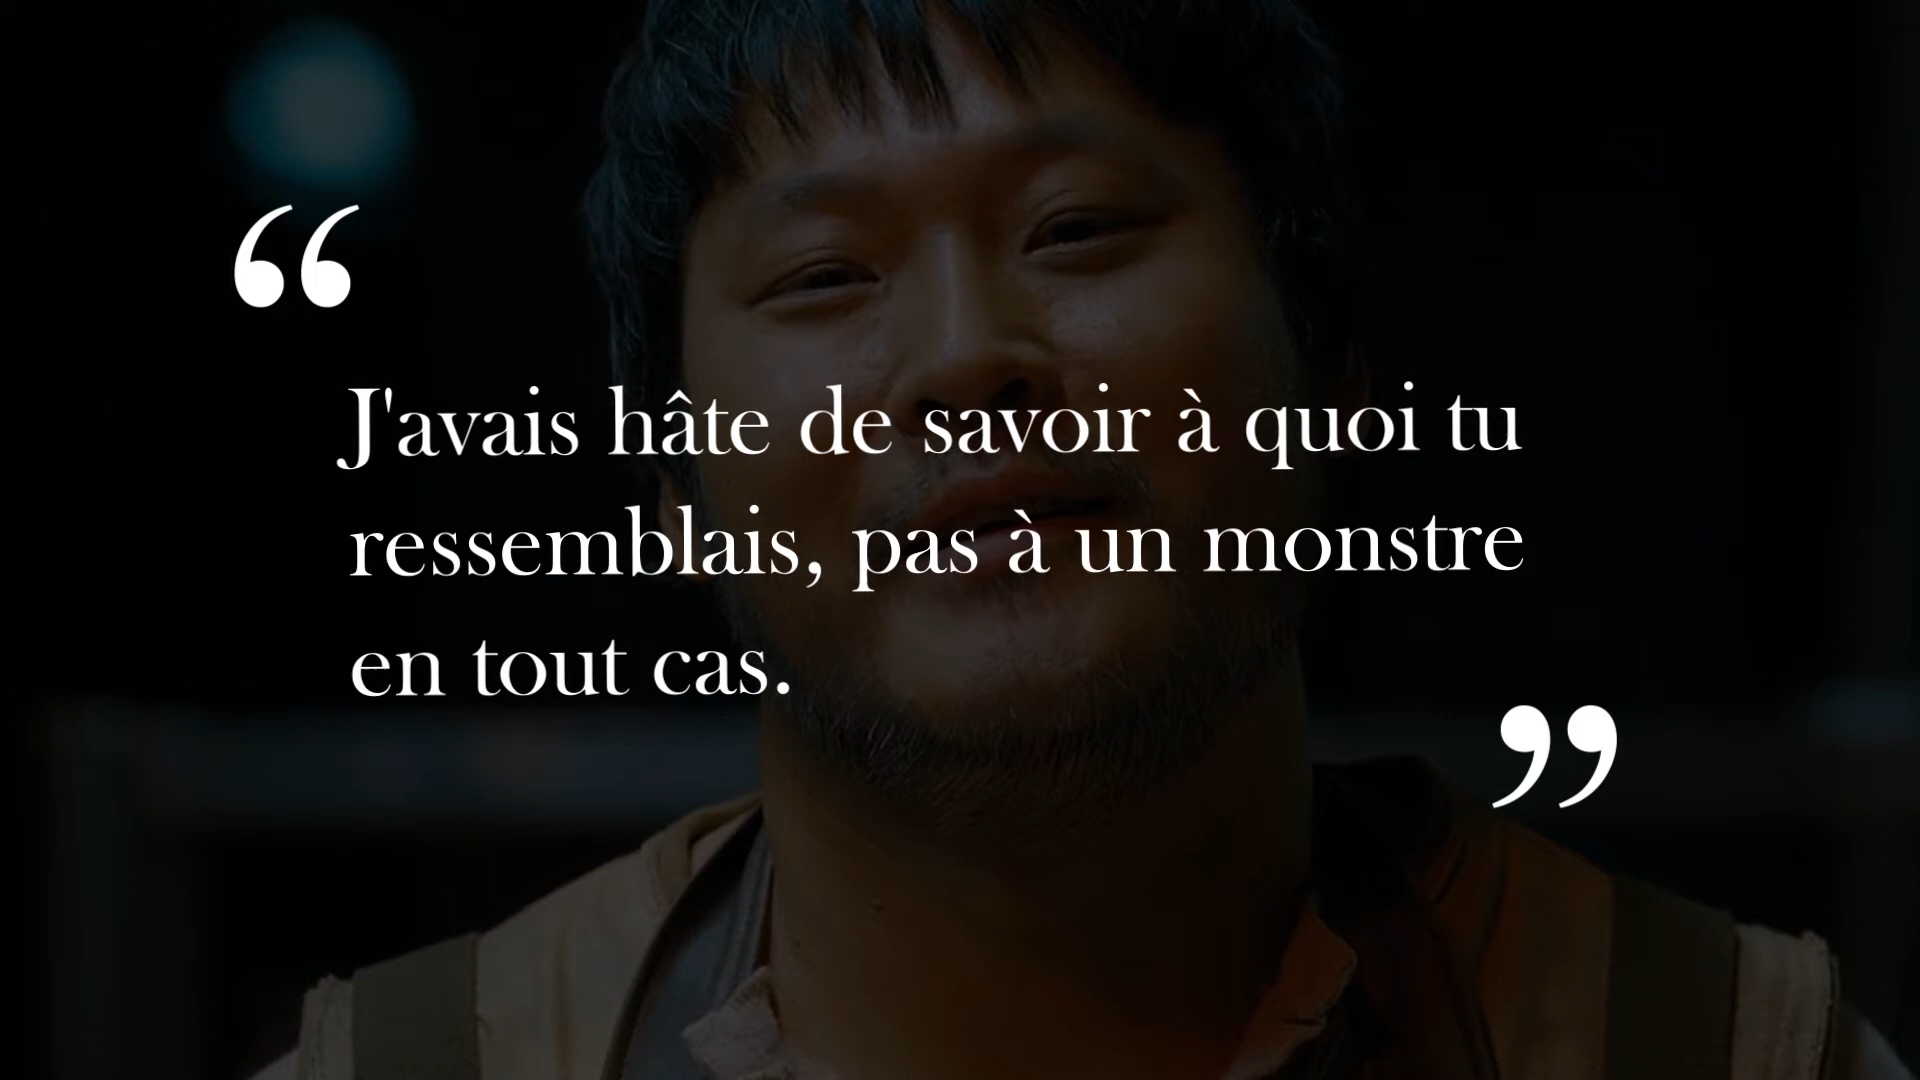 “
J'avais hâte de savoir à quoi tu
ressemblais, pas à un monstre
en tout cas.
”